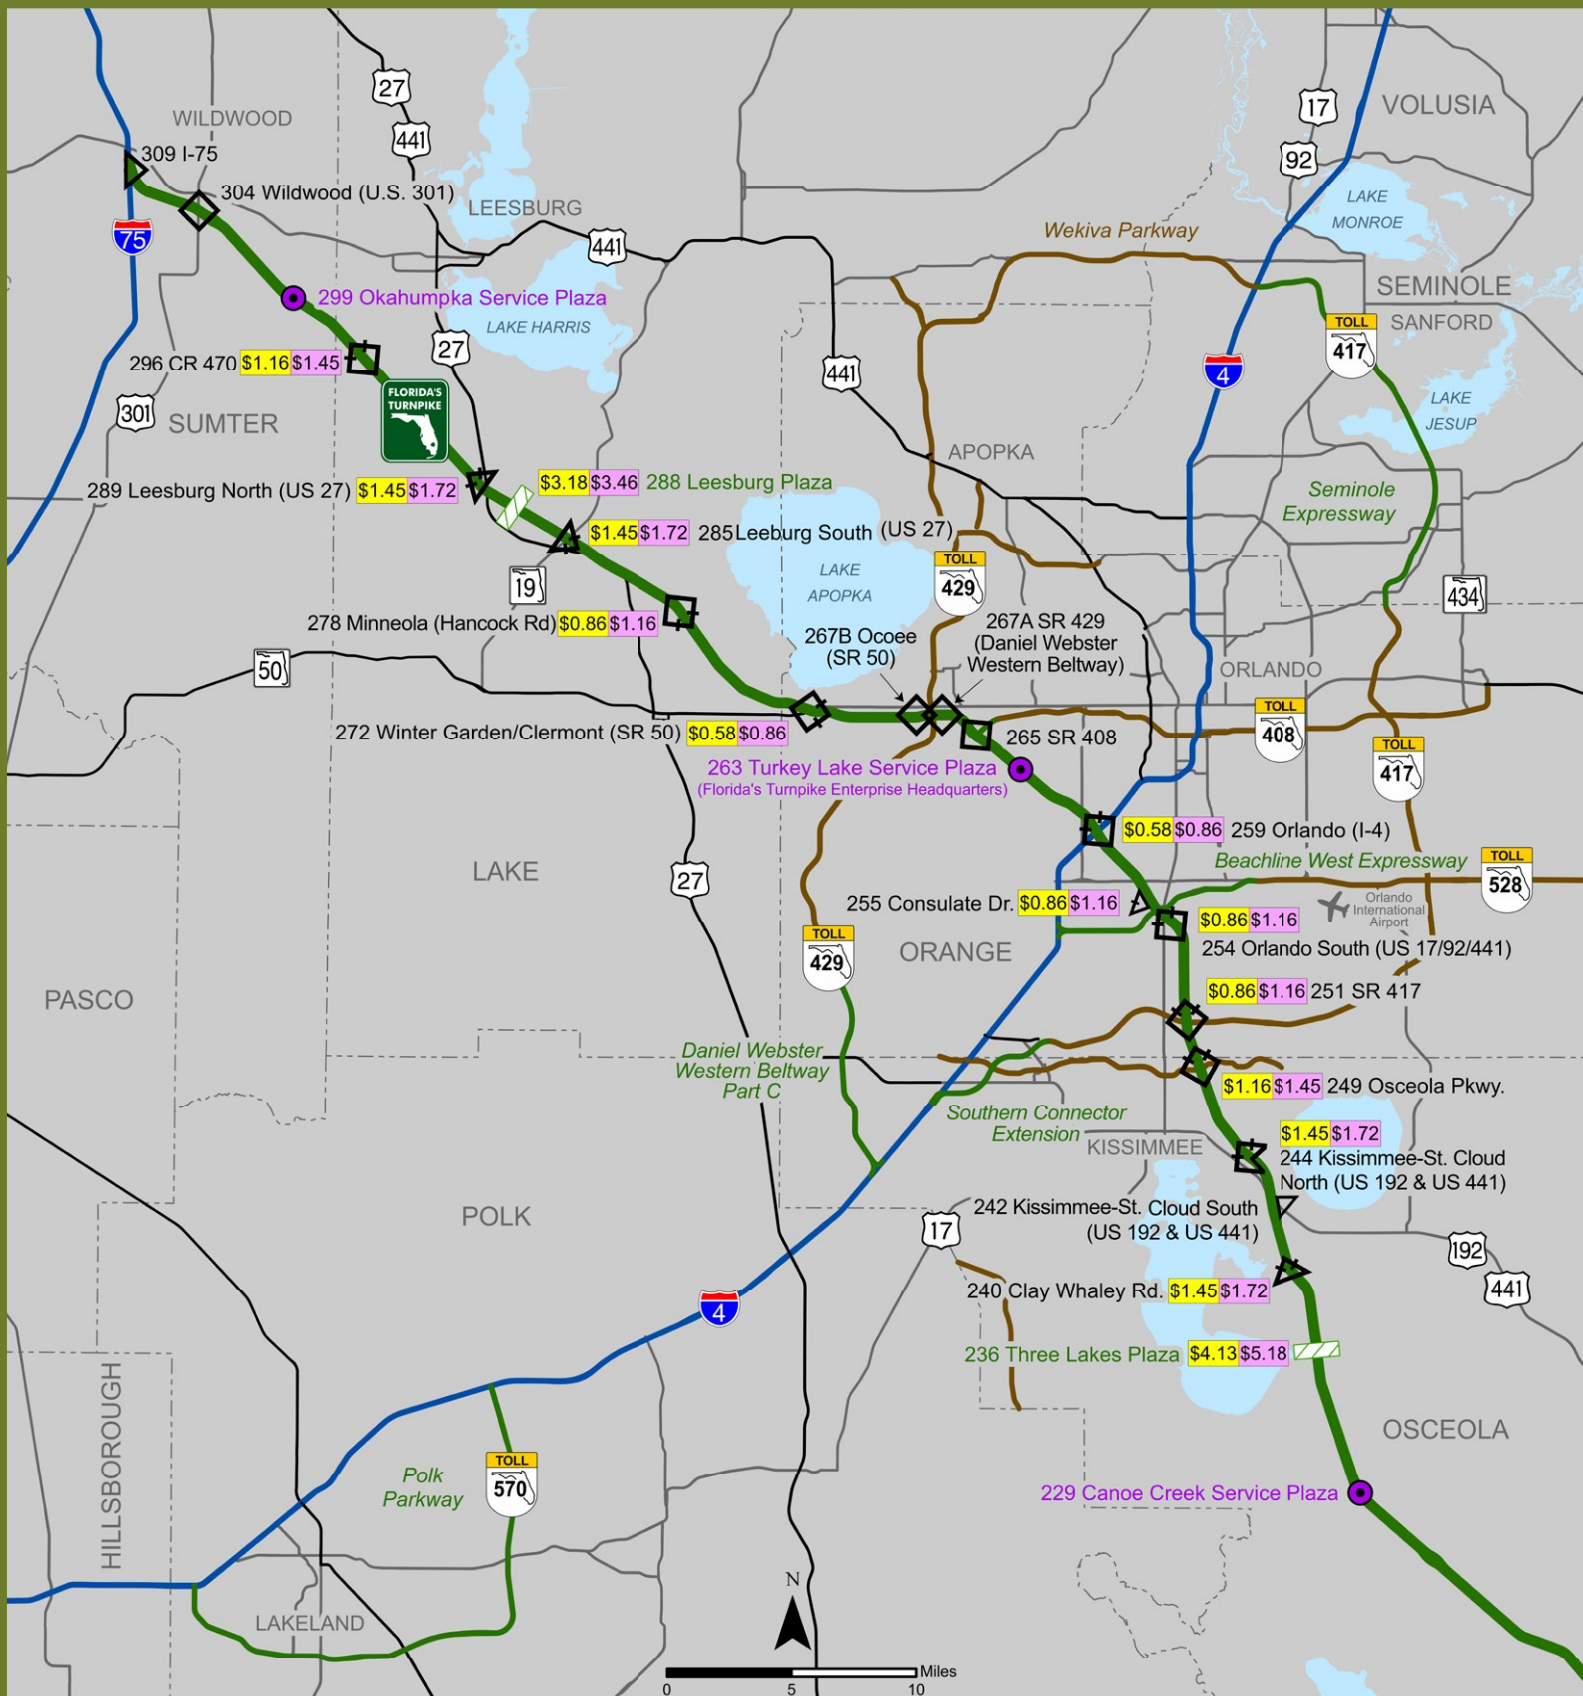 27
17
VOLUSIA
WILDWOOD
441
92
309 I-75
304 Wildwood (U.S. 301)
LEESBURG
LAKE
MONROE
75
441
Wekiva Parkway
SEMINOLE
299 Okahumpka Service Plaza
LAKE HARRIS
TOLL
417
SANFORD
27
296 CR 470 $1.16 $1.45
441
4
FLORIDA'S
TURNPIKE
301
SUMTER
LAKE
JESUP
APOPKA
289 Leesburg North (US 27) $1.45 $1.72
$3.18 $3.46 288 Leesburg Plaza
Seminole
Expressway
$1.45 $1.72 285 Leeburg South (US 27)
LAKE
APOPKA
TOLL
429
19
434
278 Minneola (Hancock Rd) $0.86 $1.16
267B Ocoee
(SR 50)
267A SR 429
(Daniel Webster
Western Beltway)
50
ORLANDO
272 Winter Garden/Clermont (SR 50) $0.58 $0.86
265 SR 408
TOLL
408
263 Turkey Lake Service Plaza
(Florida's Turnpike Enterprise Headquarters)
TOLL
417
$0.58 $0.86 259 Orlando (I-4)
Beachline West Expressway
TOLL
528
LAKE
27
255 Consulate Dr. $0.86 $1.16
Orlando
International
Airport
$0.86 $1.16
254 Orlando South (US 17/92/441)
TOLL
429
ORANGE
PASCO
$0.86 $1.16 251 SR 417
Daniel Webster
Western Beltway
Part C
$1.16 $1.45 249 Osceola Pkwy.
Southern Connector
Extension
KISSIMMEE
$1.45 $1.72
244 Kissimmee-St. Cloud
North (US 192 & US 441)
POLK
17
242 Kissimmee-St. Cloud South
(US 192 & US 441)
192
441
240 Clay Whaley Rd. $1.45 $1.72
4
236 Three Lakes Plaza $4.13 $5.18
HILLSBOROUGH
OSCEOLA
Polk
Parkway
TOLL
570
229 Canoe Creek Service Plaza
LAKELAND
N
Miles
0 5 10